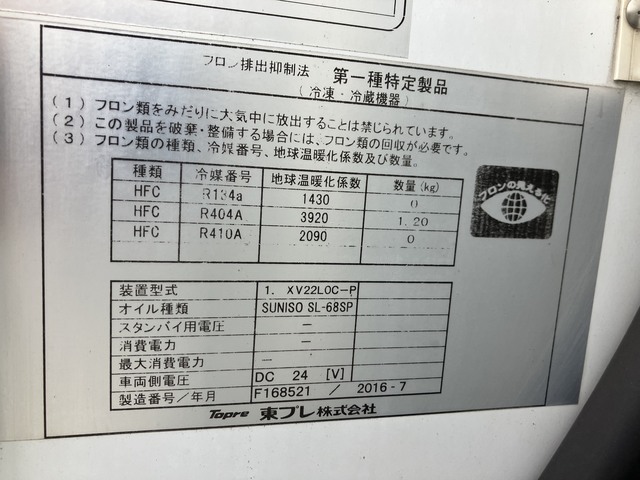 フロン排出抑制法 第一種特定製品
(冷凍・冷蔵機器)
(1) フロン類をみだりに大気中に放出することは禁じられています。
(2) この製品を破棄・整備する場合には、フロン類の回収が必要です。
(3) フロン類の種類、冷媒番号、地球温暖化係数及び数量。
種類 冷媒番号 地球温暖化係数 数量(kg)
HFC R134a 1430 0
HFC R404A 3920 1.20
HFC R410A 2090 0
フロンの見える化
装置型式 1. XV22LOC-P
オイル種類 SUNISO SL-68SP
スタンバイ用電圧 —
消費電力 —
最大消費電力 —
車両側電圧 DC 24 [V]
製造番号/年月 F168521 / 2016-7
Topre 東プレ株式会社